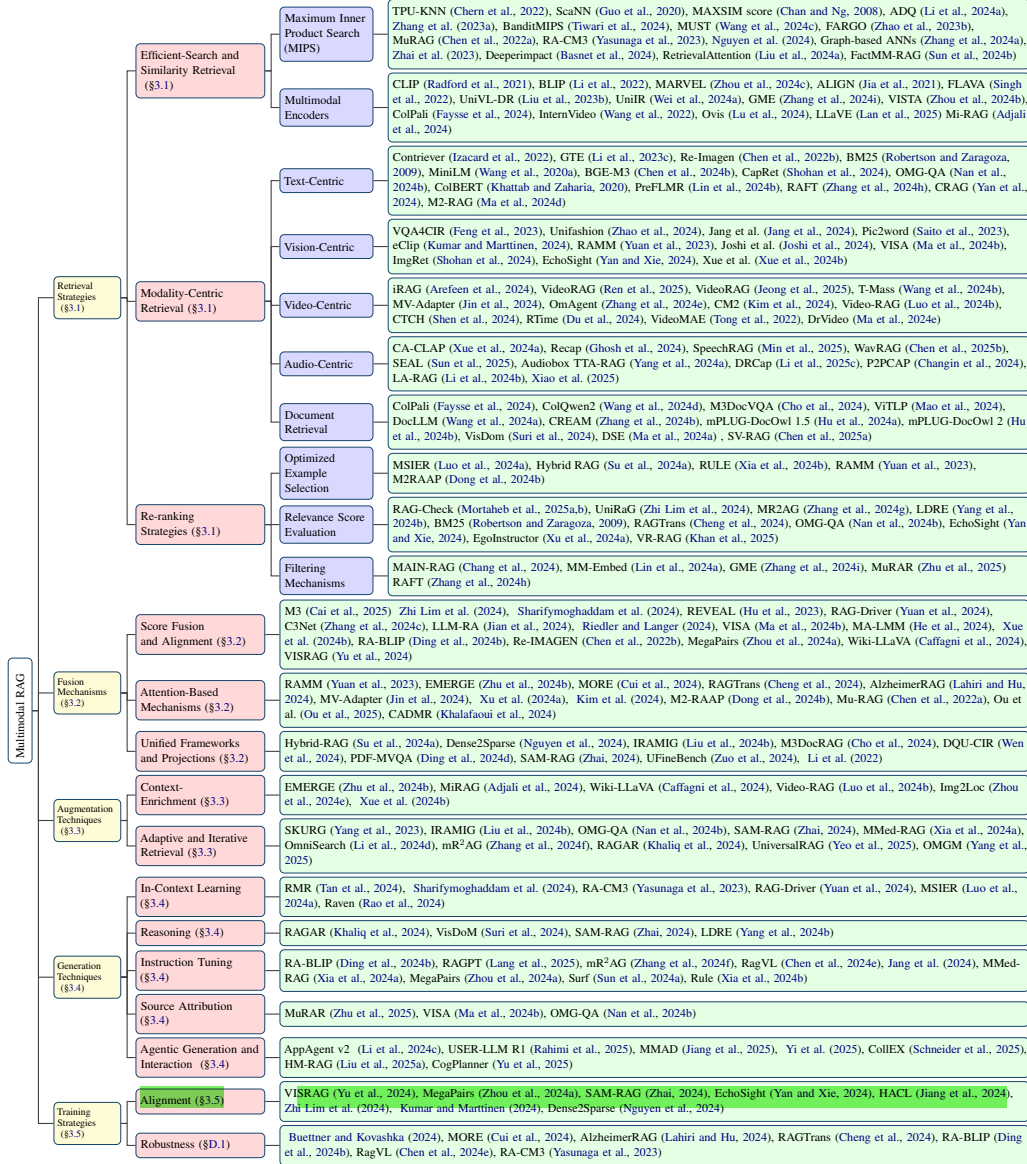 Multimodal RAG
Retrieval
Strategies
(§3.1)
Efficient-Search and
Similarity Retrieval
(§3.1)
Maximum Inner
Product Search
(MIPS)
TPU-KNN (Chern et al., 2022), ScaNN (Guo et al., 2020), MAXSIM score (Chan and Ng, 2008), ADQ (Li et al., 2024a),
Zhang et al. (2023a), BanditMIPS (Tiwari et al., 2024), MUST (Wang et al., 2024c), FARGO (Zhao et al., 2023b),
MuRAG (Chen et al., 2022a), RA-CM3 (Yasunaga et al., 2023), Nguyen et al. (2024), Graph-based ANNs (Zhang et al., 2024a),
Zhai et al. (2023), Deeperimpact (Basnet et al., 2024), RetrievalAttention (Liu et al., 2024a), FactMM-RAG (Sun et al., 2024b)
Multimodal
Encoders
CLIP (Radford et al., 2021), BLIP (Li et al., 2022), MARVEL (Zhou et al., 2024c), ALIGN (Jia et al., 2021), FLAVA (Singh
et al., 2022), UniVL-DR (Liu et al., 2023b), UniIR (Wei et al., 2024a), GME (Zhang et al., 2024i), VISTA (Zhou et al., 2024b),
ColPali (Faysse et al., 2024), InternVideo (Wang et al., 2022), Ovis (Lu et al., 2024), LLaVE (Lan et al., 2025) Mi-RAG (Adjali
et al., 2024)
Modality-Centric
Retrieval (§3.1)
Text-Centric
Contriever (Izacard et al., 2022), GTE (Li et al., 2023c), Re-Imagen (Chen et al., 2022b), BM25 (Robertson and Zaragoza,
2009), MiniLM (Wang et al., 2020a), BGE-M3 (Chen et al., 2024b), CapRet (Shohan et al., 2024), OMG-QA (Nan et al.,
2024b), ColBERT (Khattab and Zaharia, 2020), PreFLMR (Lin et al., 2024b), RAFT (Zhang et al., 2024h), CRAG (Yan et al.,
2024), M2-RAG (Ma et al., 2024d)
Vision-Centric
VQA4CIR (Feng et al., 2023), Unifashion (Zhao et al., 2024), Jang et al. (Jang et al., 2024), Pic2word (Saito et al., 2023),
eClip (Kumar and Marttinen, 2024), RAMM (Yuan et al., 2023), Joshi et al. (Joshi et al., 2024), VISA (Ma et al., 2024b),
ImgRet (Shohan et al., 2024), EchoSight (Yan and Xie, 2024), Xue et al. (Xue et al., 2024b)
Video-Centric
iRAG (Arefeen et al., 2024), VideoRAG (Ren et al., 2025), VideoRAG (Jeong et al., 2025), T-Mass (Wang et al., 2024b),
MV-Adapter (Jin et al., 2024), OmAgent (Zhang et al., 2024e), CM2 (Kim et al., 2024), Video-RAG (Luo et al., 2024b),
CTCH (Shen et al., 2024), RTime (Du et al., 2024), VideoMAE (Tong et al., 2022), DrVideo (Ma et al., 2024e)
Audio-Centric
CA-CLAP (Xue et al., 2024a), Recap (Ghosh et al., 2024), SpeechRAG (Min et al., 2025), WavRAG (Chen et al., 2025b),
SEAL (Sun et al., 2025), Audiobox TTA-RAG (Yang et al., 2024a), DRCap (Li et al., 2025c), P2PCAP (Changin et al., 2024),
LA-RAG (Li et al., 2024b), Xiao et al. (2025)
Document
Retrieval
ColPali (Faysse et al., 2024), ColQwen2 (Wang et al., 2024d), M3DocVQA (Cho et al., 2024), ViTLP (Mao et al., 2024),
DocLLM (Wang et al., 2024a), CREAM (Zhang et al., 2024b), mPLUG-DocOwl 1.5 (Hu et al., 2024a), mPLUG-DocOwl 2 (Hu
et al., 2024b), VisDom (Suri et al., 2024), DSE (Ma et al., 2024a) , SV-RAG (Chen et al., 2025a)
Re-ranking
Strategies (§3.1)
Optimized
Example
Selection
MSIER (Luo et al., 2024a), Hybrid RAG (Su et al., 2024a), RULE (Xia et al., 2024b), RAMM (Yuan et al., 2023),
M2RAAP (Dong et al., 2024b)
Relevance Score
Evaluation
RAG-Check (Mortaheb et al., 2025a,b), UniRaG (Zhi Lim et al., 2024), MR2AG (Zhang et al., 2024g), LDRE (Yang et al.,
2024b), BM25 (Robertson and Zaragoza, 2009), RAGTrans (Cheng et al., 2024), OMG-QA (Nan et al., 2024b), EchoSight (Yan
and Xie, 2024), EgoInstructor (Xu et al., 2024a), VR-RAG (Khan et al., 2025)
Filtering
Mechanisms
MAIN-RAG (Chang et al., 2024), MM-Embed (Lin et al., 2024a), GME (Zhang et al., 2024i), MuRAR (Zhu et al., 2025)
RAFT (Zhang et al., 2024h)
Fusion
Mechanisms
(§3.2)
Score Fusion
and Alignment (§3.2)
M3 (Cai et al., 2025) Zhi Lim et al. (2024), Sharifymoghaddam et al. (2024), REVEAL (Hu et al., 2023), RAG-Driver (Yuan et al., 2024),
C3Net (Zhang et al., 2024c), LLM-RA (Jian et al., 2024), Riedler and Langer (2024), VISA (Ma et al., 2024b), MA-LMM (He et al., 2024), Xue
et al. (2024b), RA-BLIP (Ding et al., 2024b), Re-IMAGEN (Chen et al., 2022b), MegaPairs (Zhou et al., 2024a), Wiki-LLaVA (Caffagni et al., 2024),
VISRAG (Yu et al., 2024)
Attention-Based
Mechanisms (§3.2)
RAMM (Yuan et al., 2023), EMERGE (Zhu et al., 2024b), MORE (Cui et al., 2024), RAGTrans (Cheng et al., 2024), AlzheimerRAG (Lahiri and Hu,
2024), MV-Adapter (Jin et al., 2024), Xu et al. (2024a), Kim et al. (2024), M2-RAAP (Dong et al., 2024b), Mu-RAG (Chen et al., 2022a), Ou et
al. (Ou et al., 2025), CADMR (Khalafaoui et al., 2024)
Unified Frameworks
and Projections (§3.2)
Hybrid-RAG (Su et al., 2024a), Dense2Sparse (Nguyen et al., 2024), IRAMIG (Liu et al., 2024b), M3DocRAG (Cho et al., 2024), DQU-CIR (Wen
et al., 2024), PDF-MVQA (Ding et al., 2024d), SAM-RAG (Zhai, 2024), UFineBench (Zuo et al., 2024), Li et al. (2022)
Augmentation
Techniques
(§3.3)
Context-
Enrichment (§3.3)
EMERGE (Zhu et al., 2024b), MiRAG (Adjali et al., 2024), Wiki-LLaVA (Caffagni et al., 2024), Video-RAG (Luo et al., 2024b), Img2Loc (Zhou
et al., 2024e), Xue et al. (2024b)
Adaptive and Iterative
Retrieval (§3.3)
SKURG (Yang et al., 2023), IRAMIG (Liu et al., 2024b), OMG-QA (Nan et al., 2024b), SAM-RAG (Zhai, 2024), MMed-RAG (Xia et al., 2024a),
OmniSearch (Li et al., 2024d), mR²AG (Zhang et al., 2024f), RAGAR (Khaliq et al., 2024), UniversalRAG (Yeo et al., 2025), OMGM (Yang et al.,
2025)
Generation
Techniques
(§3.4)
In-Context Learning
(§3.4)
RMR (Tan et al., 2024), Sharifymoghaddam et al. (2024), RA-CM3 (Yasunaga et al., 2023), RAG-Driver (Yuan et al., 2024), MSIER (Luo et al.,
2024a), Raven (Rao et al., 2024)
Reasoning (§3.4)
RAGAR (Khaliq et al., 2024), VisDoM (Suri et al., 2024), SAM-RAG (Zhai, 2024), LDRE (Yang et al., 2024b)
Instruction Tuning
(§3.4)
RA-BLIP (Ding et al., 2024b), RAGPT (Lang et al., 2025), mR²AG (Zhang et al., 2024f), RagVL (Chen et al., 2024e), Jang et al. (2024), MMed-
RAG (Xia et al., 2024a), MegaPairs (Zhou et al., 2024a), Surf (Sun et al., 2024a), Rule (Xia et al., 2024b)
Source Attribution
(§3.4)
MuRAR (Zhu et al., 2025), VISA (Ma et al., 2024b), OMG-QA (Nan et al., 2024b)
Agentic Generation and
Interaction (§3.4)
AppAgent v2 (Li et al., 2024c), USER-LLM R1 (Rahimi et al., 2025), MMAD (Jiang et al., 2025), Yi et al. (2025), CollEX (Schneider et al., 2025),
HM-RAG (Liu et al., 2025a), CogPlanner (Yu et al., 2025)
Training
Strategies
(§3.5)
Alignment (§3.5)
VISRAG (Yu et al., 2024), MegaPairs (Zhou et al., 2024a), SAM-RAG (Zhai, 2024), EchoSight (Yan and Xie, 2024), HACL (Jiang et al., 2024),
Zhi Lim et al. (2024), Kumar and Marttinen (2024), Dense2Sparse (Nguyen et al., 2024)
Robustness (§D.1)
Buettner and Kovashka (2024), MORE (Cui et al., 2024), AlzheimerRAG (Lahiri and Hu, 2024), RAGTrans (Cheng et al., 2024), RA-BLIP (Ding
et al., 2024b), RagVL (Chen et al., 2024e), RA-CM3 (Yasunaga et al., 2023)